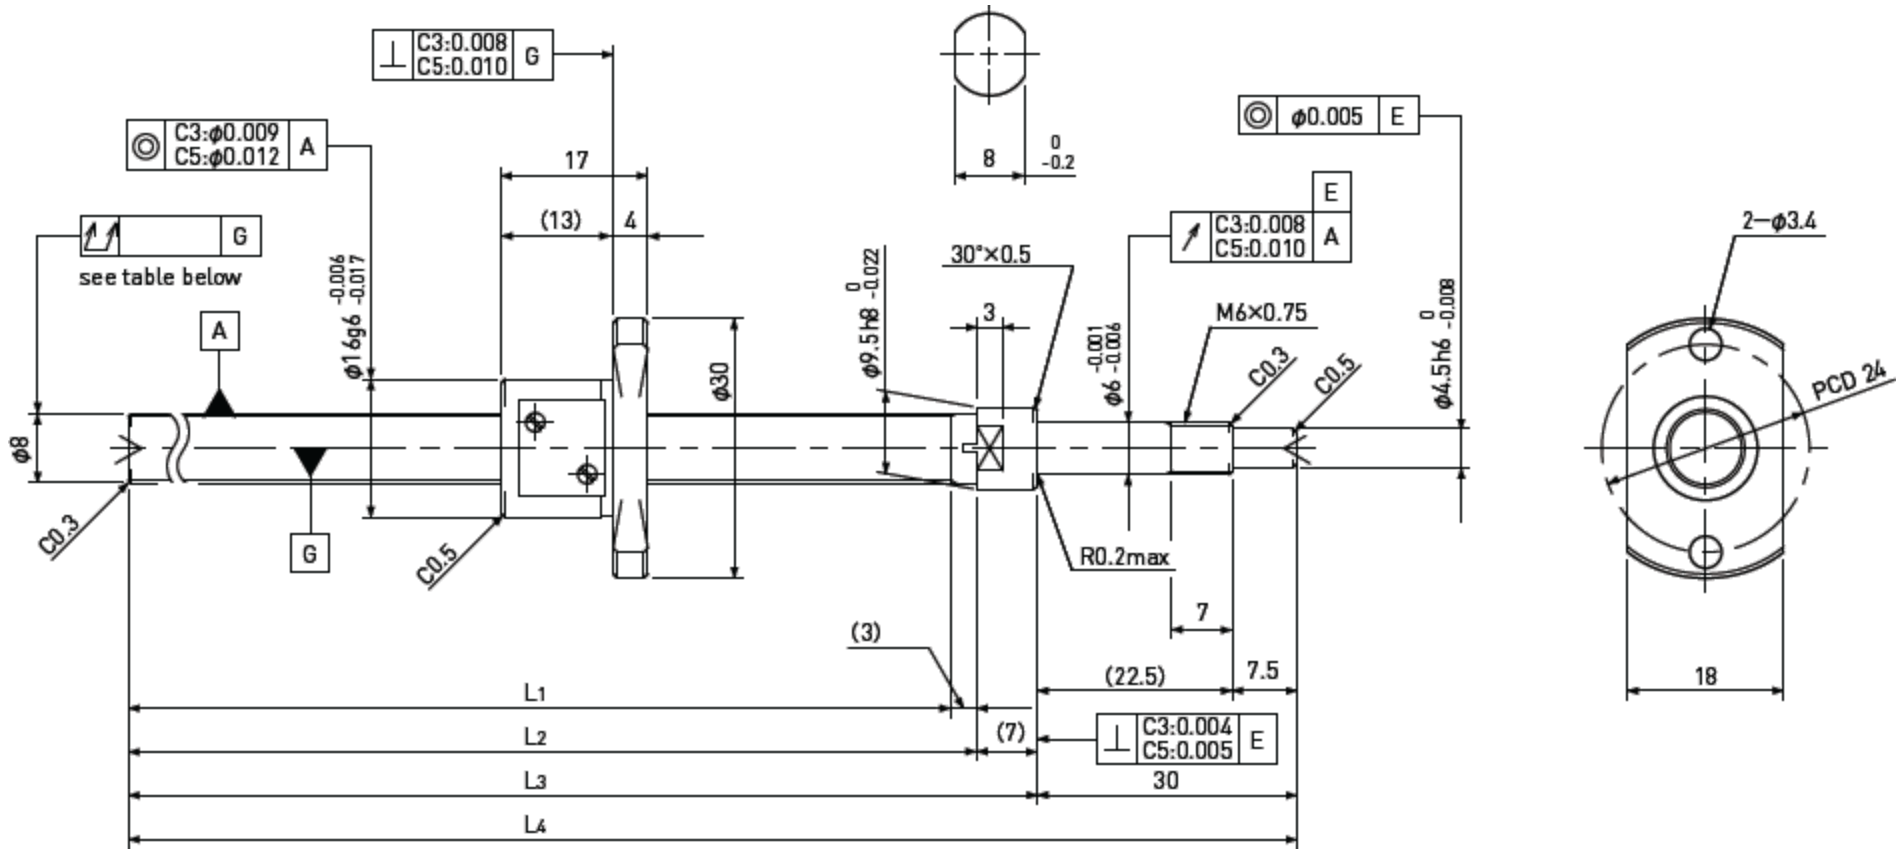 C3:0.008
C5:0.010
G
C3:φ0.009
C5:φ0.012
A
G
see table below
A
G
17
(13)
4
8
0
-0.2
φ0.005
E
E
C3:0.008
C5:0.010
A
2-φ3.4
30°×0.5
3
M6×0.75
φ16g6 -0.006
-0.017
φ30
φ9.5h8 0
-0.022
φ6 -0.001
-0.006
C0.3
C0.5
φ4.5h6 0
-0.008
PCD 24
φ8
C0.3
C0.5
R0.2max
7
(3)
(22.5)
7.5
18
L1
L2
(7)
C3:0.004
C5:0.005
E
L3
30
L4